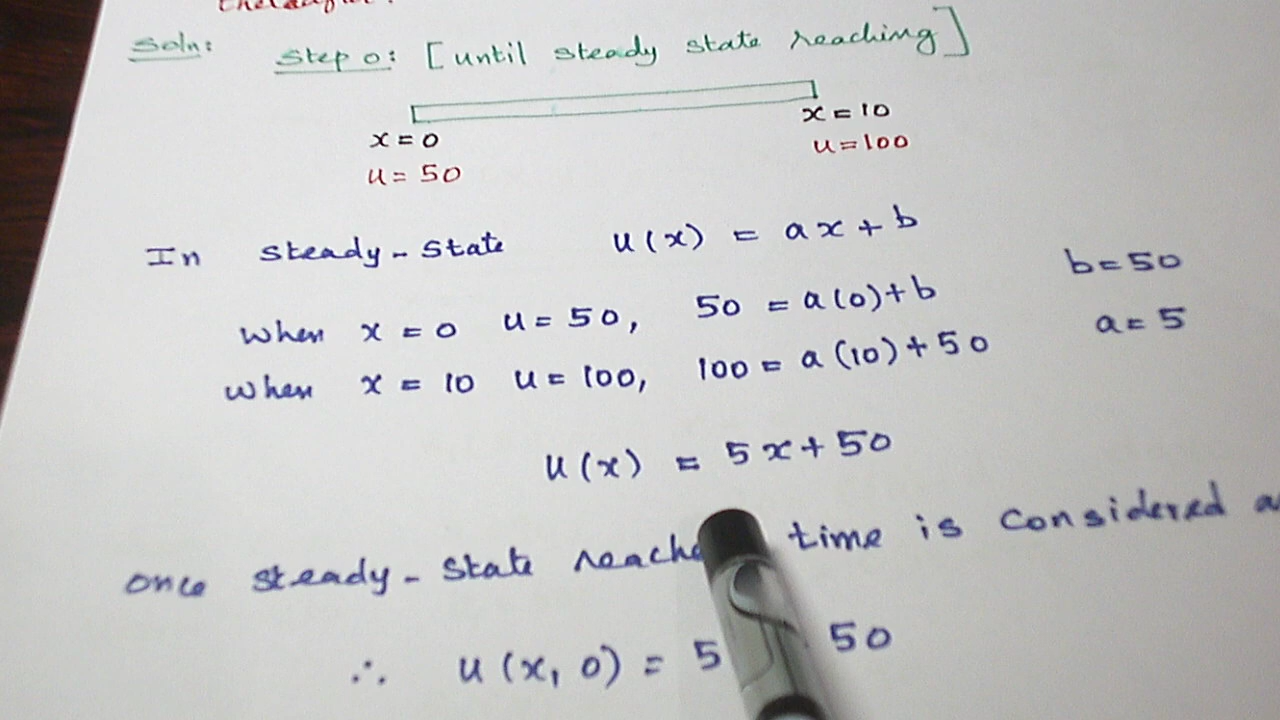 Soln: Step 0: [until steady state reaching]
x = 0
x = 10
u = 50
u = 100
In steady-state u(x) = ax + b
when x = 0 u = 50, 50 = a(0)+b b = 50
when x = 10 u = 100, 100 = a(10) + 50 a = 5
u(x) = 5x + 50
once steady-state time is considered
∴ u(x, 0) = 5 50